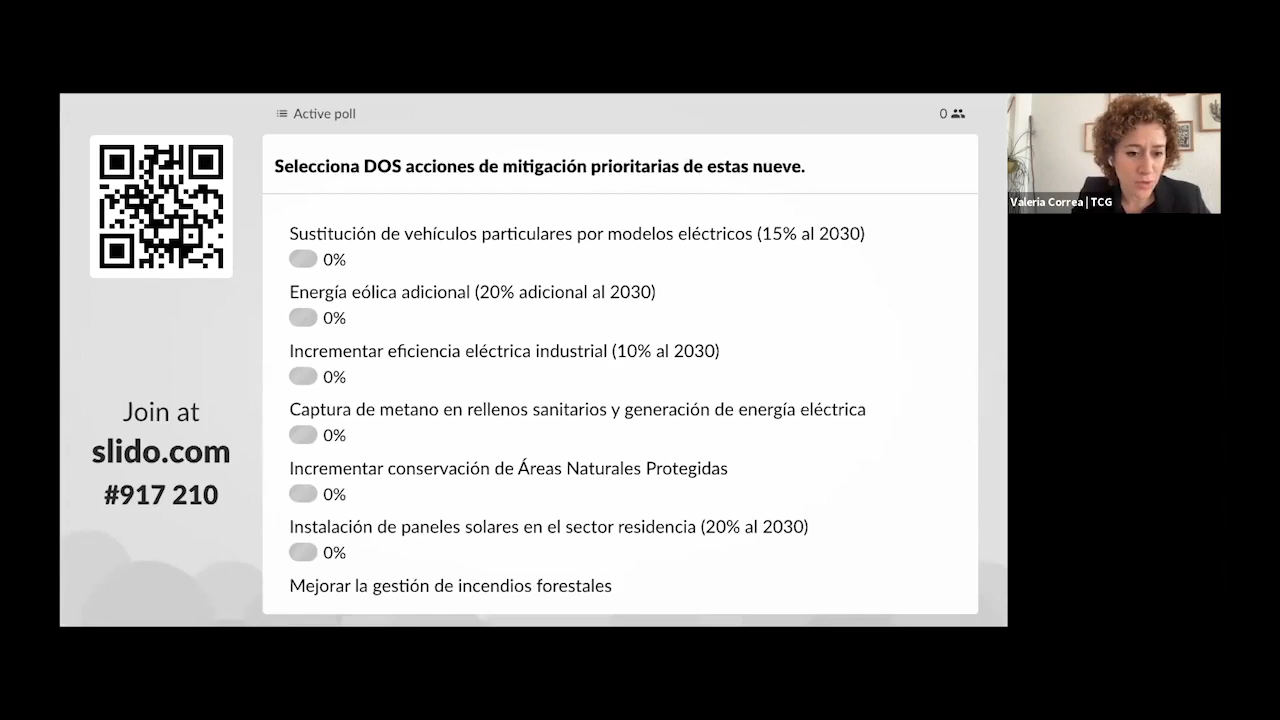 Active poll
0
Selecciona DOS acciones de mitigación prioritarias de estas nueve.
Sustitución de vehículos particulares por modelos eléctricos (15% al 2030)
0%
Energía eólica adicional (20% adicional al 2030)
0%
Incrementar eficiencia eléctrica industrial (10% al 2030)
0%
Captura de metano en rellenos sanitarios y generación de energía eléctrica
0%
Incrementar conservación de Áreas Naturales Protegidas
0%
Instalación de paneles solares en el sector residencia (20% al 2030)
0%
Mejorar la gestión de incendios forestales
Join at
slido.com
#917 210
Valeria Correa | TCG